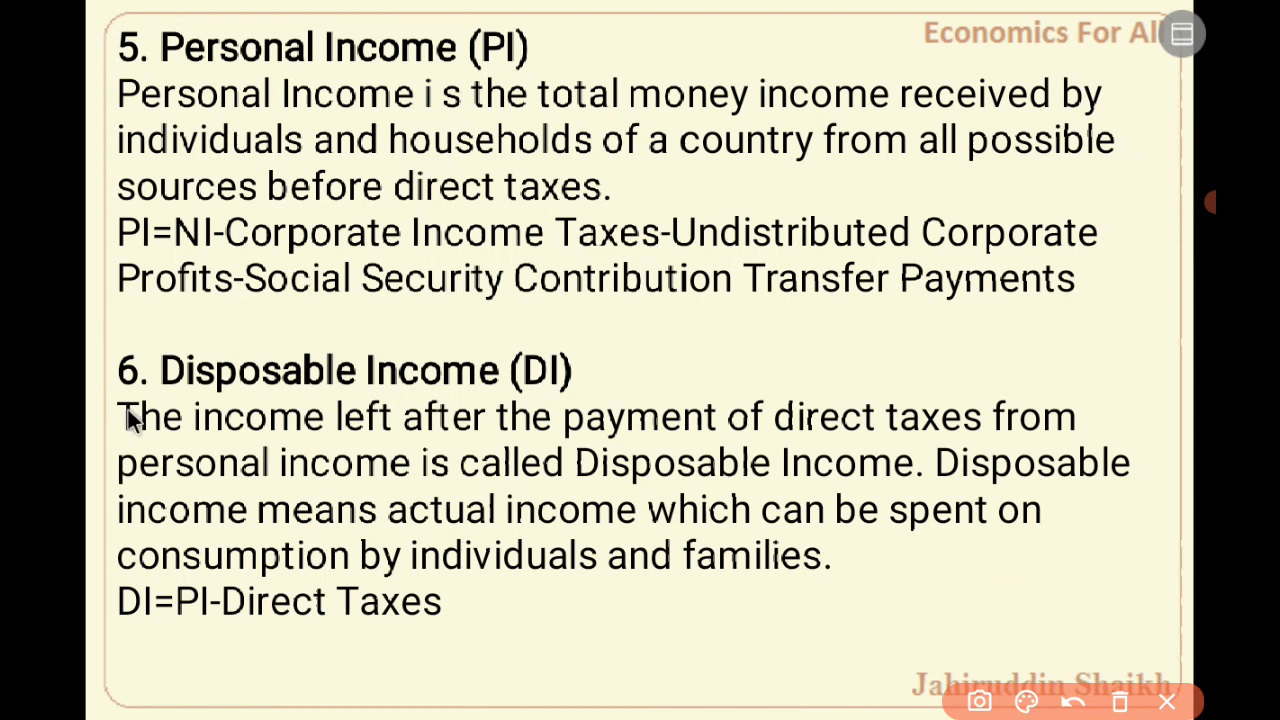 Economics For All
5. Personal Income (PI)
Personal Income i s the total money income received by
individuals and households of a country from all possible
sources before direct taxes.
PI=NI-Corporate Income Taxes-Undistributed Corporate
Profits-Social Security Contribution Transfer Payments
6. Disposable Income (DI)
The income left after the payment of direct taxes from
personal income is called Disposable Income. Disposable
income means actual income which can be spent on
consumption by individuals and families.
DI=PI-Direct Taxes
Jahiruddin Shaikh